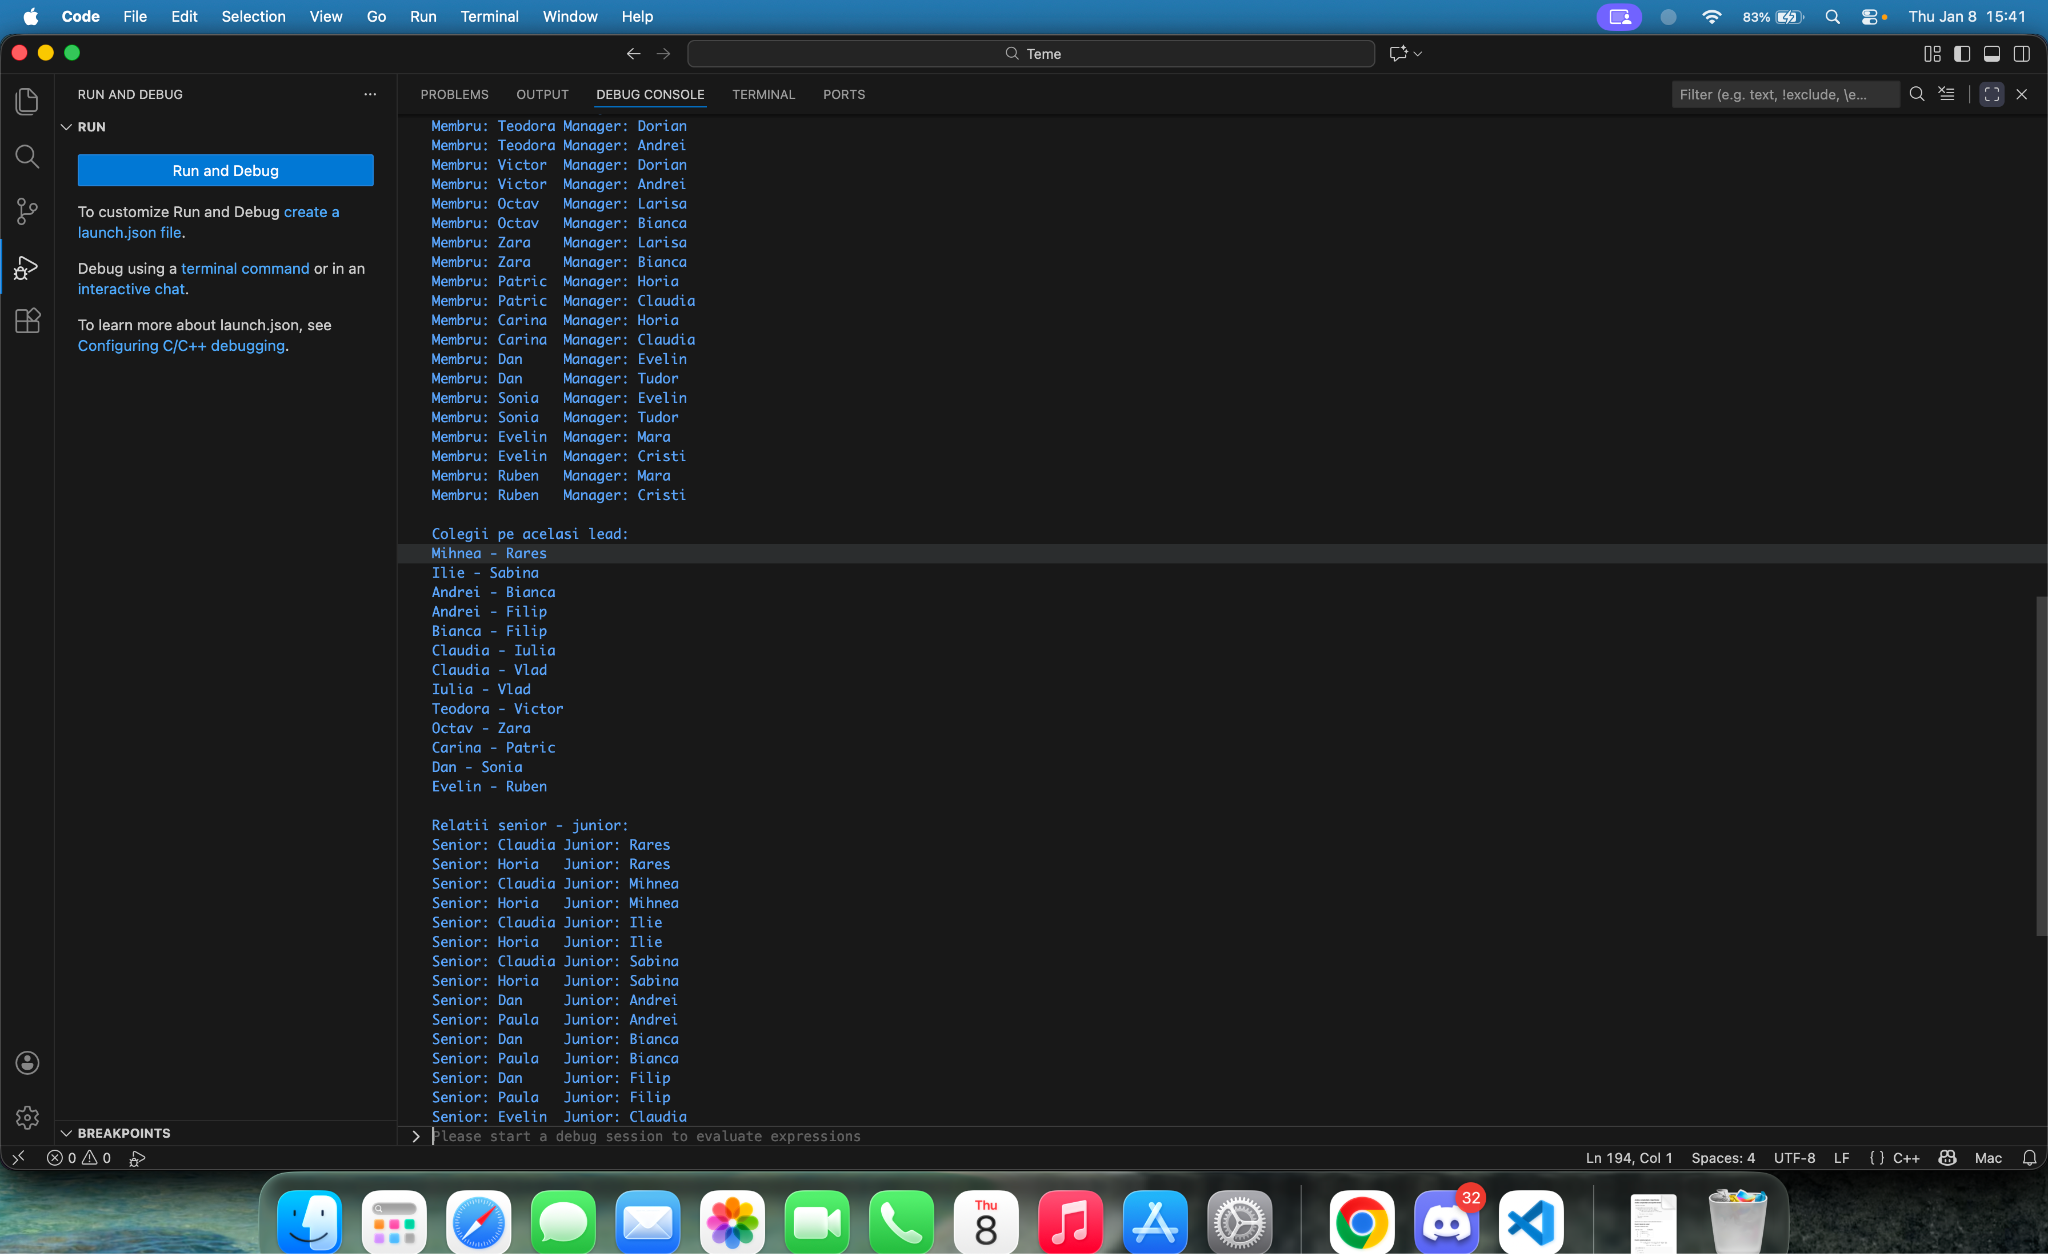 Code File Edit Selection View Go Run Terminal Window Help 83% Thu Jan 8 15:41
Teme
RUN AND DEBUG
RUN
Run and Debug
To customize Run and Debug create a
launch.json file.
Debug using a terminal command or in an
interactive chat.
To learn more about launch.json, see
Configuring C/C++ debugging.
BREAKPOINTS
PROBLEMS OUTPUT DEBUG CONSOLE TERMINAL PORTS Filter (e.g. text, !exclude, \e...
Membru: Teodora Manager: Dorian
Membru: Teodora Manager: Andrei
Membru: Victor Manager: Dorian
Membru: Victor Manager: Andrei
Membru: Octav Manager: Larisa
Membru: Octav Manager: Bianca
Membru: Zara Manager: Larisa
Membru: Zara Manager: Bianca
Membru: Patric Manager: Horia
Membru: Patric Manager: Claudia
Membru: Carina Manager: Horia
Membru: Carina Manager: Claudia
Membru: Dan Manager: Evelin
Membru: Dan Manager: Tudor
Membru: Sonia Manager: Evelin
Membru: Sonia Manager: Tudor
Membru: Evelin Manager: Mara
Membru: Evelin Manager: Cristi
Membru: Ruben Manager: Mara
Membru: Ruben Manager: Cristi
Colegii pe acelasi lead:
Mihnea - Rares
Ilie - Sabina
Andrei - Bianca
Andrei - Filip
Bianca - Filip
Claudia - Iulia
Claudia - Vlad
Iulia - Vlad
Teodora - Victor
Octav - Zara
Carina - Patric
Dan - Sonia
Evelin - Ruben
Relatii senior - junior:
Senior: Claudia Junior: Rares
Senior: Horia Junior: Rares
Senior: Claudia Junior: Mihnea
Senior: Horia Junior: Mihnea
Senior: Claudia Junior: Ilie
Senior: Horia Junior: Ilie
Senior: Claudia Junior: Sabina
Senior: Horia Junior: Sabina
Senior: Dan Junior: Andrei
Senior: Paula Junior: Andrei
Senior: Dan Junior: Bianca
Senior: Paula Junior: Bianca
Senior: Dan Junior: Filip
Senior: Paula Junior: Filip
Senior: Evelin Junior: Claudia
Please start a debug session to evaluate expressions
0 0 Ln 194, Col 1 Spaces: 4 UTF-8 LF {} C++ Mac
Thu
8
32